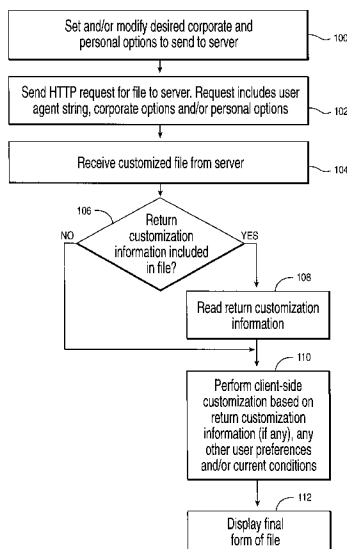 Set and/or modify desired corporate and
personal options to send to server
100
Send HTTP request for file to server. Request includes user
agent string, corporate options and/or personal options
102
Receive customized file from server
104
106
Return
customization
information included
in file?
NO
YES
108
Read return customization
information
110
Perform client-side
customization based on
return customization
information (if any), any
other user preferences
and/or current conditions
112
Display final
form of file